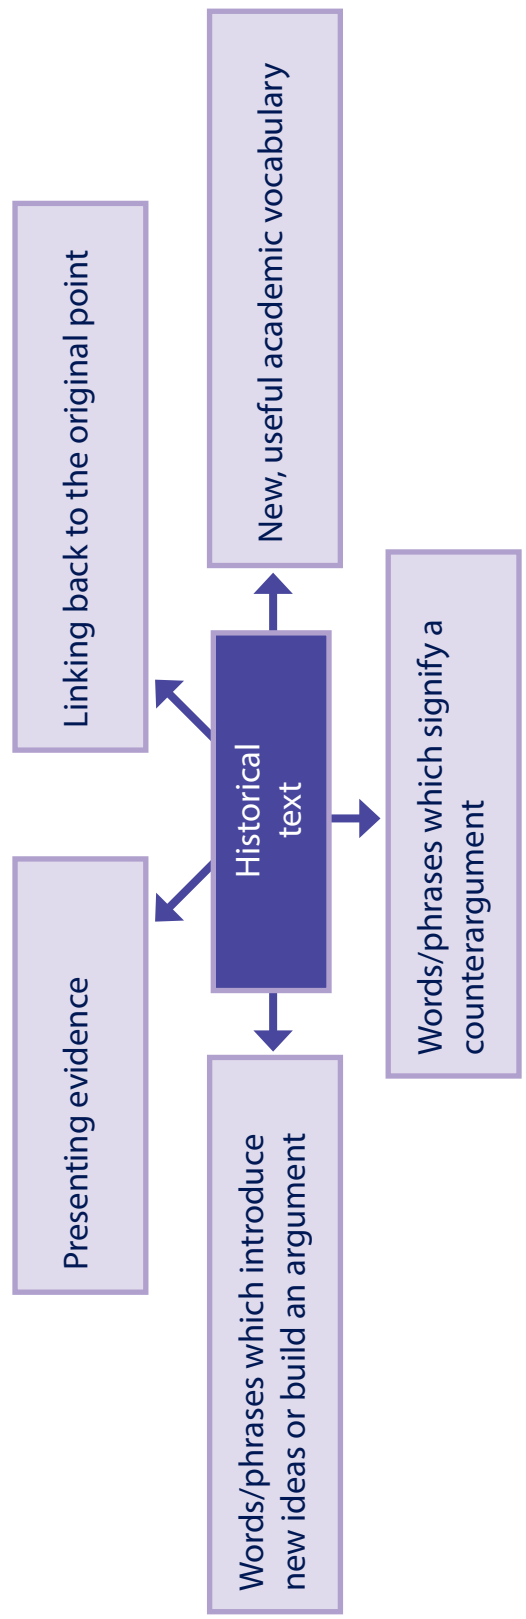 Presenting evidence
Linking back to the original point
Words/phrases which introduce
new ideas or build an argument
Historical
text
New, useful academic vocabulary
Words/phrases which signify a
counterargument